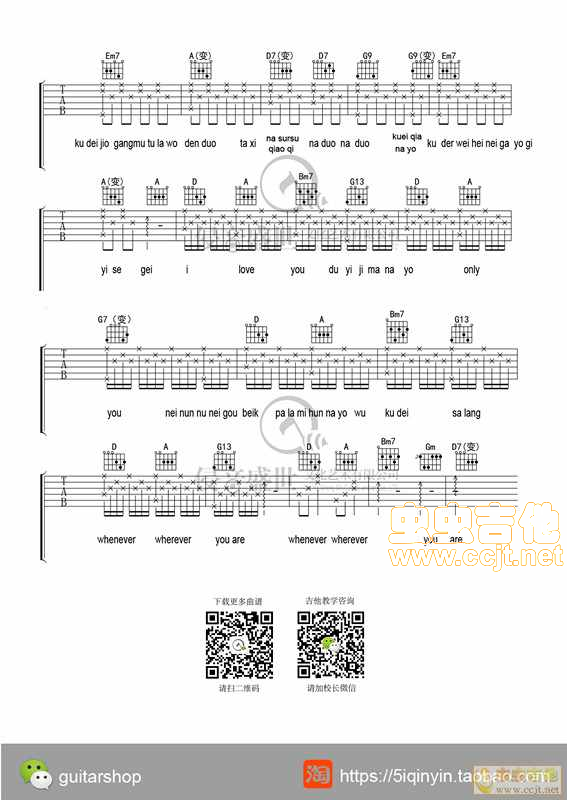 Em7 A(变) D7(变) D7 G9 G9(变) Em7
T
A
B
ku dei jio gangmu tu la wo den duo ta xi na sursu qiao qi na duo na duo kuei qia na yo ku der wei hei nei ga yo gi
A(变) A D A Bm7 G13 D A
T
A
B
yi se gei i love you du yi ji ma na yo only
G7(变) D A Bm7 G13
T
A
B
you nei nun nu nei gou beik pa la mi hun na yo wu ku dei sa lang
D A G13 D A Bm7 Gm D7(变)
T
A
B
whenever wherever you are whenever wherever you are
虫虫吉他
www.ccjt.net
下载更多曲谱 吉他教学咨询
请扫二维码 请加校长微信
guitarshop 淘 https://5iqinyin.taobao.com
虫虫吉他
www.ccjt.net